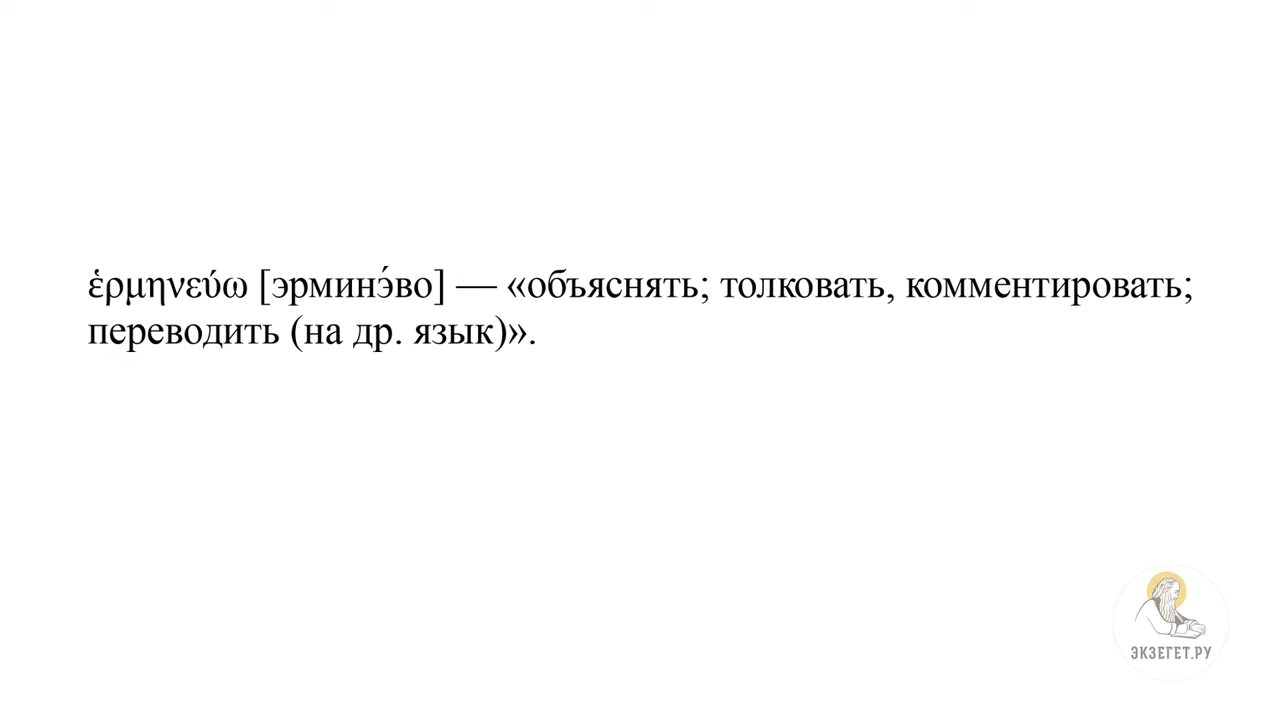 ἑρμηνεύω [эрминэ́во] — «объяснять; толковать, комментировать;
переводить (на др. язык)».
ЭКЗЕГЕТ.РУ